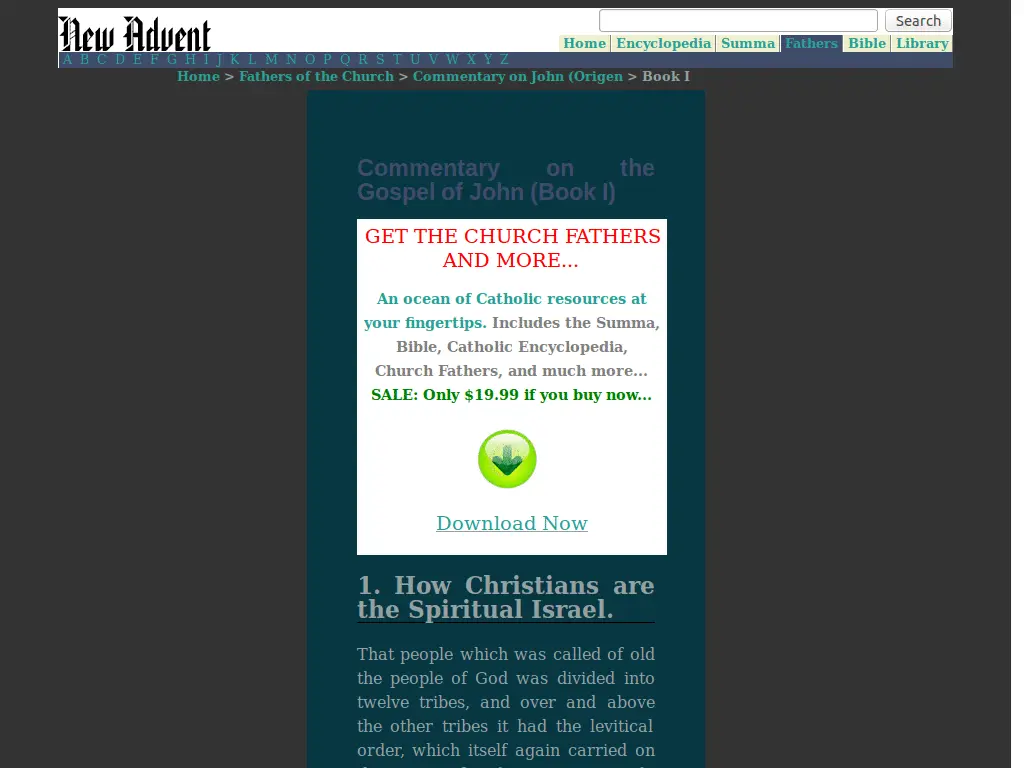 New Advent
Search
Home Encyclopedia Summa Fathers Bible Library
A B C D E F G H I J K L M N O P Q R S T U V W X Y Z
Home > Fathers of the Church > Commentary on John (Origen > Book I
Commentary on the
Gospel of John (Book I)
GET THE CHURCH FATHERS
AND MORE...
An ocean of Catholic resources at
your fingertips. Includes the Summa,
Bible, Catholic Encyclopedia,
Church Fathers, and much more...
SALE: Only $19.99 if you buy now...
Download Now
1. How Christians are
the Spiritual Israel.
That people which was called of old
the people of God was divided into
twelve tribes, and over and above
the other tribes it had the levitical
order, which itself again carried on